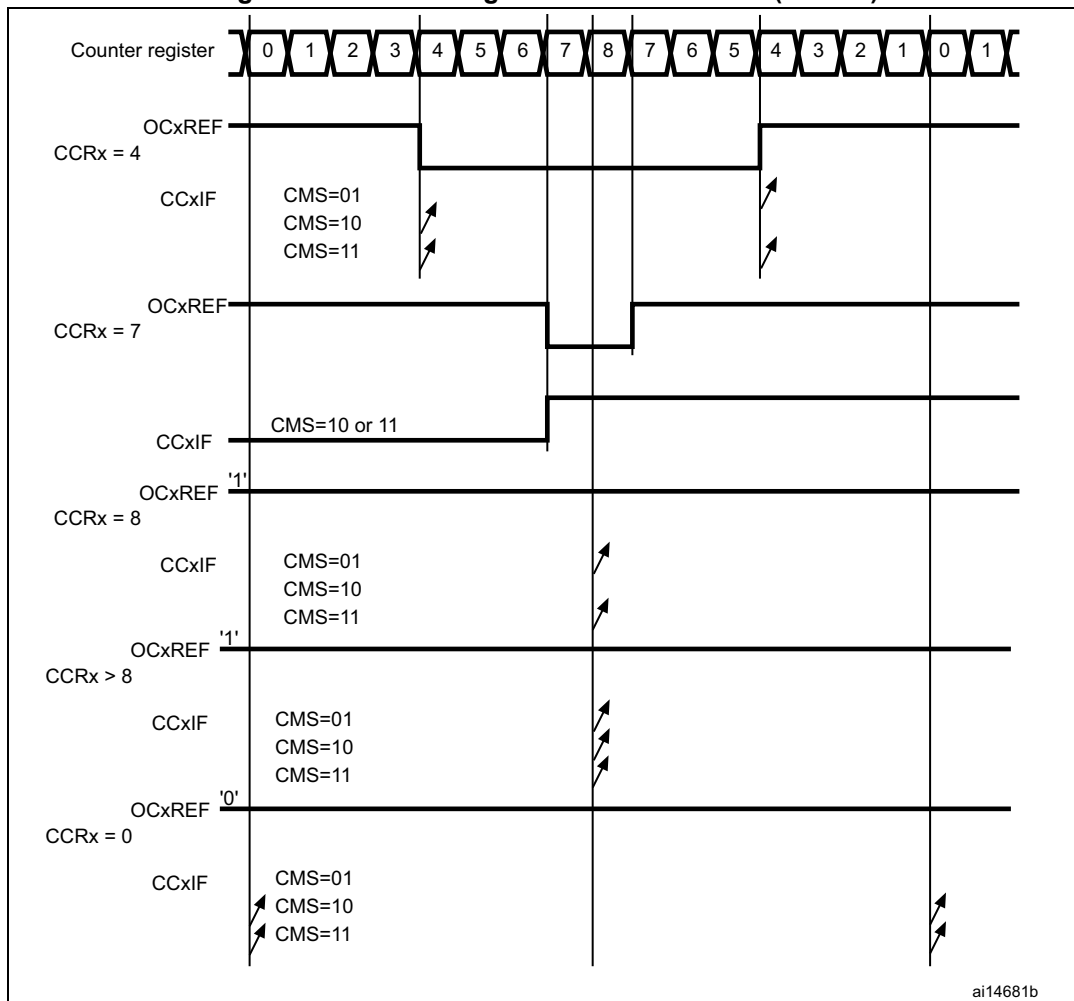 Counter register 0 1 2 3 4 5 6 7 8 7 6 5 4 3 2 1 0 1
OCxREF
CCRx = 4
CCxIF
CMS=01
CMS=10
CMS=11
OCxREF
CCRx = 7
CMS=10 or 11
CCxIF
'1'
OCxREF
CCRx = 8
CCxIF
CMS=01
CMS=10
CMS=11
'1'
OCxREF
CCRx > 8
CCxIF
CMS=01
CMS=10
CMS=11
'0'
OCxREF
CCRx = 0
CCxIF
CMS=01
CMS=10
CMS=11
ai14681b